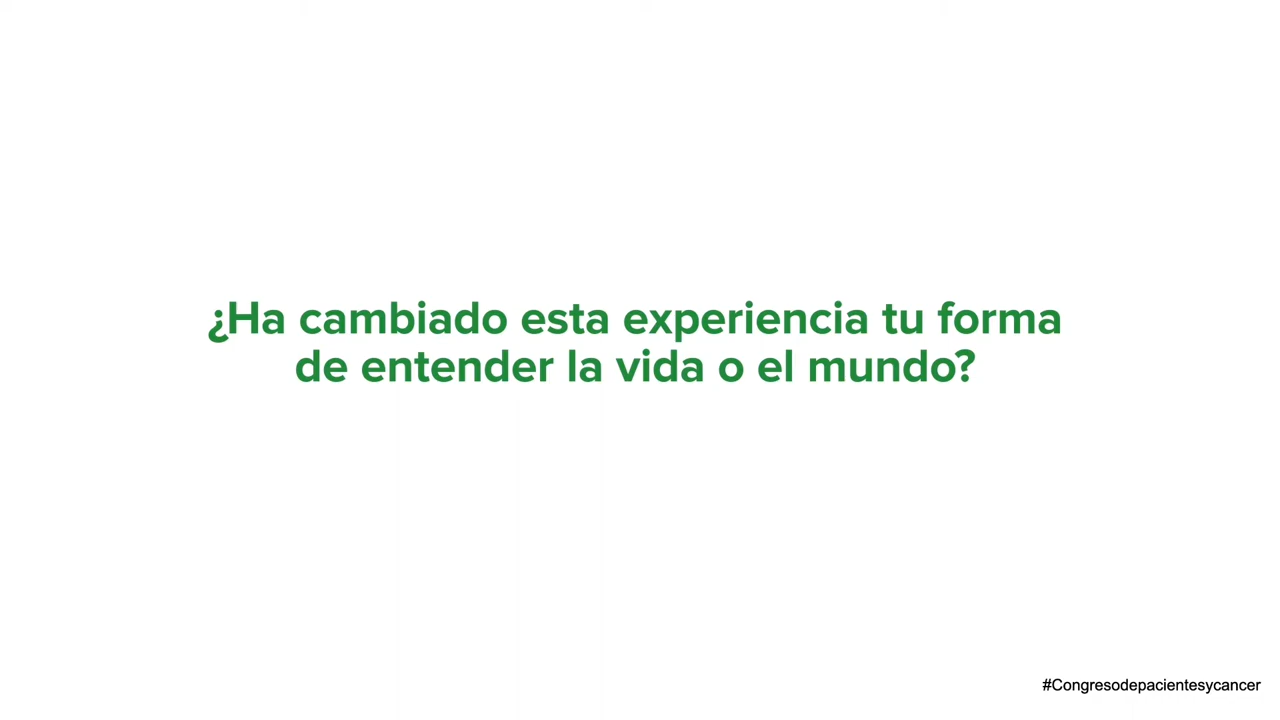 ¿Ha cambiado esta experiencia tu forma
de entender la vida o el mundo?
#Congresodepacientesycancer